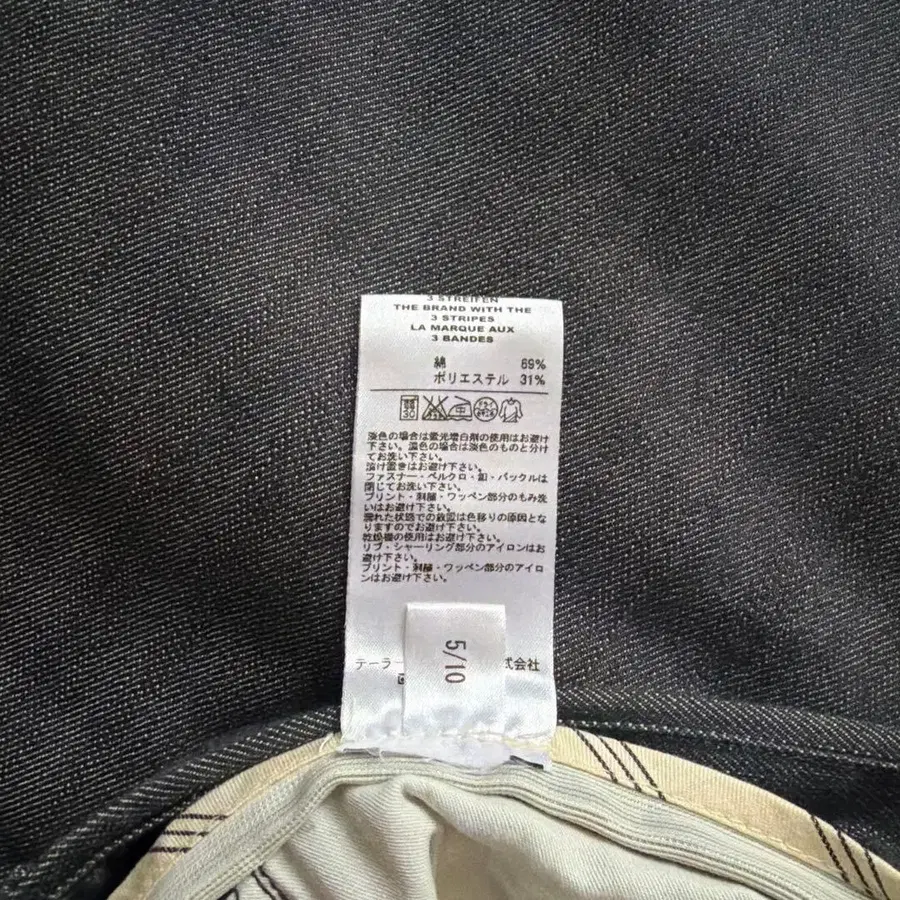 3 STREIFEN
THE BRAND WITH THE
3 STRIPES
LA MARQUE AUX
3 BANDES
綿 69%
ポリエステル 31%
淡色の場合は蛍光増白剤の使用はお避け
下さい。濃色の場合は淡色のものと分け
てお洗い下さい。
漬け置きはお避け下さい。
ファスナー・ベルクロ・釦・バックルは
閉じてお洗い下さい。
プリント・刺繍・ワッペン部分のもみ洗
いはお避け下さい。
濡れた状態での放置は色移りの原因とな
りますのでお避け下さい。
乾燥機の使用はお避け下さい。
リブ・シャーリング部分のアイロンはお
避け下さい。
プリント・刺繍・ワッペン部分のアイロ
ンはお避け下さい。
テーラー 式会社
5/10